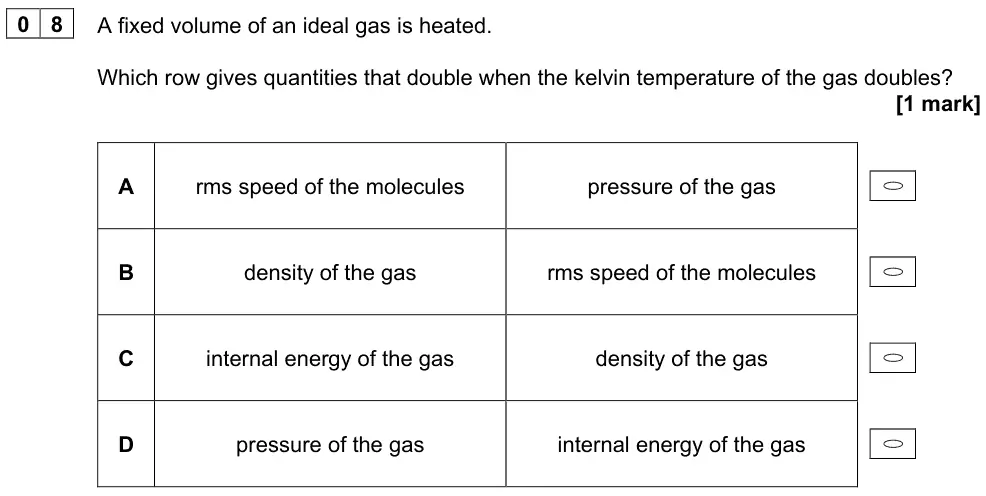 0 8 A fixed volume of an ideal gas is heated.
Which row gives quantities that double when the kelvin temperature of the gas doubles?
[1 mark]
A rms speed of the molecules pressure of the gas
B density of the gas rms speed of the molecules
C internal energy of the gas density of the gas
D pressure of the gas internal energy of the gas